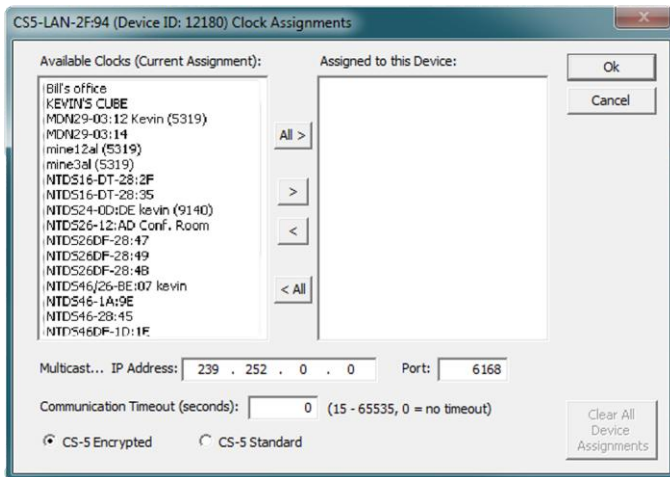 CS5-LAN-2F:94 (Device ID: 12180) Clock Assignments
Available Clocks (Current Assignment):
Assigned to this Device:
Ok
Cancel
Bill's office
KEVIN'S CUBE
MDN29-03:12 Kevin (5319)
MDN29-03:14
mine12al (5319)
mine3al (5319)
NTDS16-DT-28:2F
NTDS16-DT-28:35
NTDS24-0D:DE kevin (9140)
NTDS26-12:AD Conf. Room
NTDS26DF-28:47
NTDS26DF-28:49
NTDS26DF-28:4B
NTDS46/26-BE:07 kevin
NTDS46-1A:9E
NTDS46-28:45
NTDS46DF-1D:1F
All >
>
<
< All
Multicast... IP Address: 239 . 252 . 0 . 0 Port: 6168
Communication Timeout (seconds): 0 (15 - 65535, 0 = no timeout)
CS-5 Encrypted CS-5 Standard
Clear All
Device
Assignments